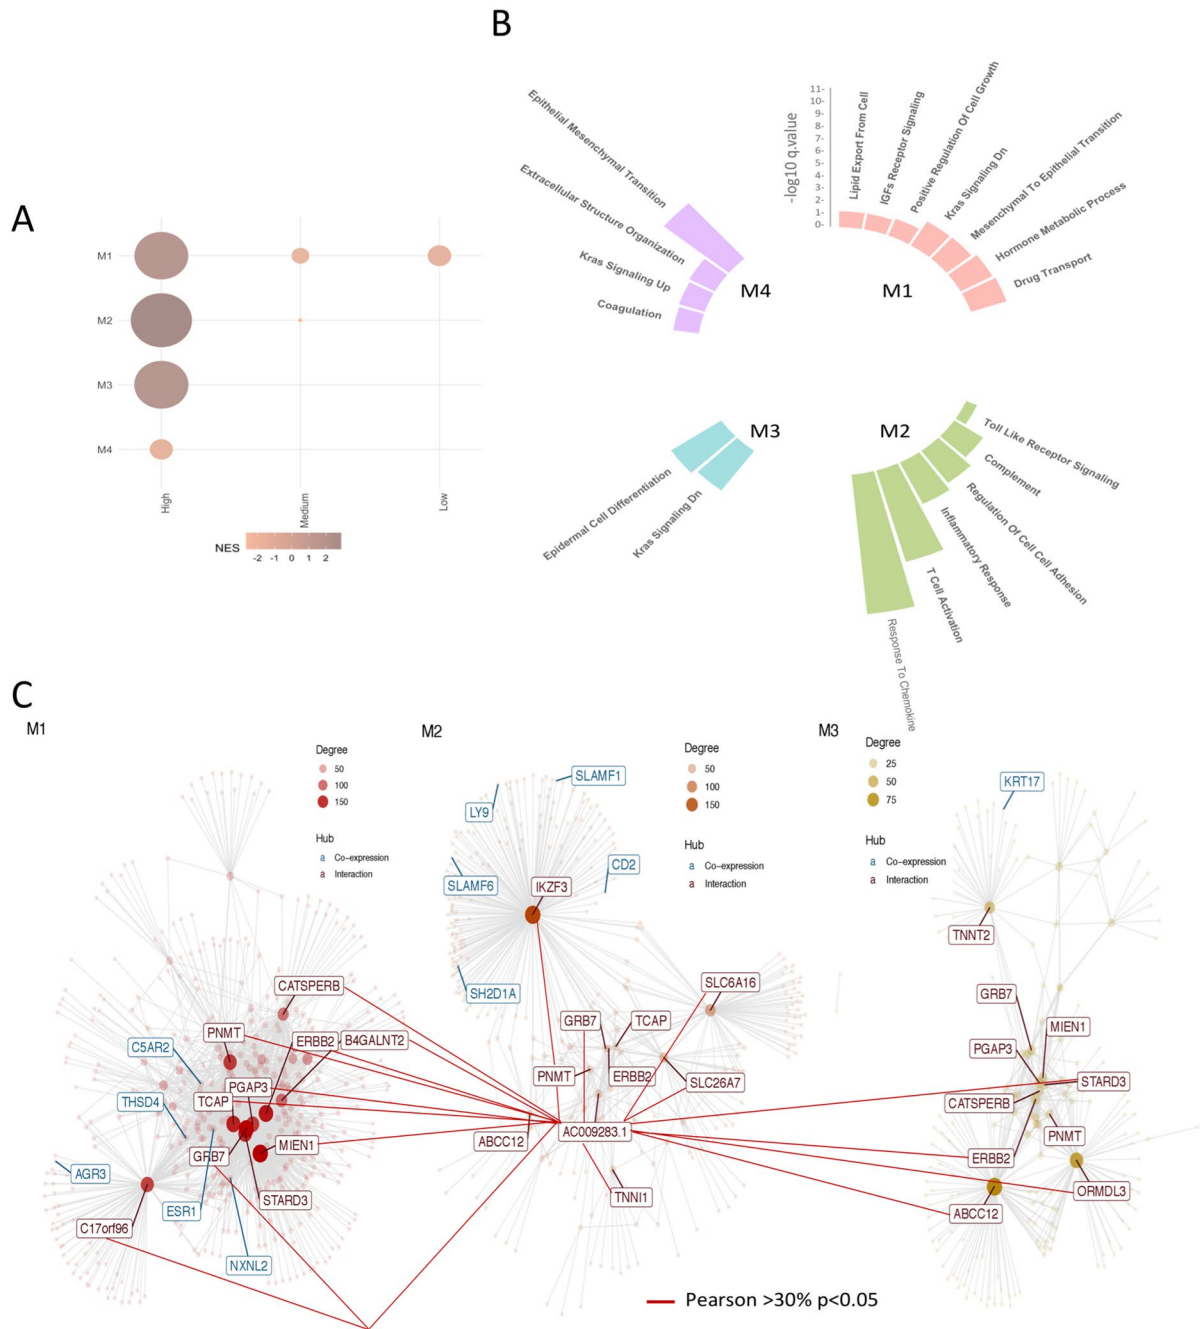 A
M1
M2
M3
M4
High
Medium
Low
NES
-2 -1 0 1 2
B
11-
10-
9-
8-
7-
6-
5-
4-
3-
2-
1-
0-
-log10 q.value
Epithelial Mesenchymal Transition
Extracellular Structure Organization
Kras Signaling Up
Coagulation
M4
Lipid Export From Cell
IGFs Receptor Signaling
Positive Regulation Of Cell Growth
Kras Signaling Dn
Mesenchymal To Epithelial Transition
Hormone Metabolic Process
Drug Transport
M1
M3
Epidermal Cell Differentiation
Kras Signaling Dn
M2
Toll Like Receptor Signaling
Complement
Regulation Of Cell Cell Adhesion
Inflammatory Response
T Cell Activation
Response To Chemokine
C
M1
Degree
50
100
150
Hub
a Co-expression
a Interaction
CATSPERB
PNMT
ERBB2
B4GALNT2
C5AR2
PGAP3
THSD4
TCAP
MIEN1
GRB7
AGR3
STARD3
ESR1
C17orf96
NXNL2
M2
Degree
50
100
150
Hub
a Co-expression
a Interaction
SLAMF1
LY9
CD2
SLAMF6
IKZF3
SH2D1A
SLC6A16
GRB7
TCAP
PNMT
ERBB2
SLC26A7
AC009283.1
ABCC12
TNNI1
M3
Degree
25
50
75
Hub
a Co-expression
a Interaction
KRT17
TNNT2
GRB7
MIEN1
PGAP3
STARD3
CATSPERB
PNMT
ERBB2
ORMDL3
ABCC12
Pearson >30% p<0.05